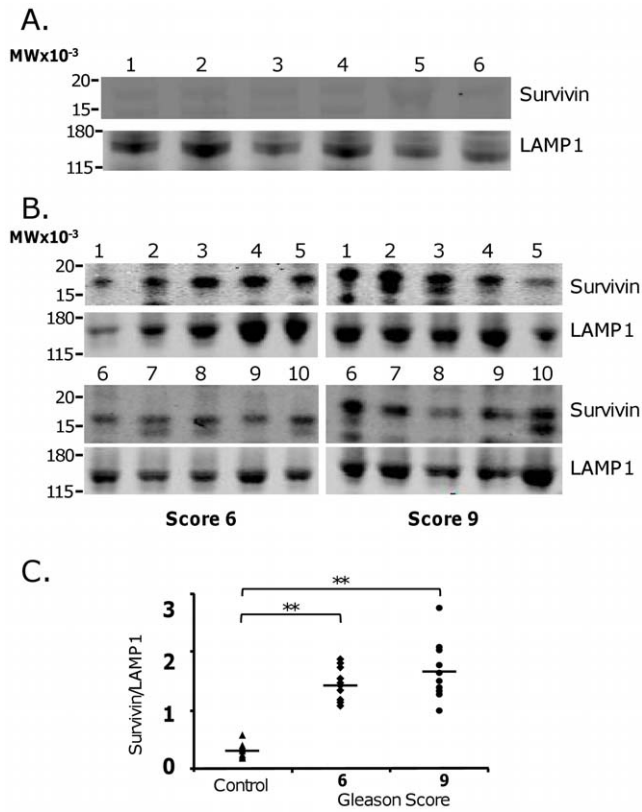 A.
MWx10-3
1 2 3 4 5 6
20
15
Survivin
180
115
LAMP1
B.
MWx10-3
1 2 3 4 5 1 2 3 4 5
20
15
Survivin
180
115
LAMP1
6 7 8 9 10 6 7 8 9 10
20
15
Survivin
180
115
LAMP1
Score 6 Score 9
C.
**
**
3
2
1
0
Survivin/LAMP1
Control 6 9
Gleason Score